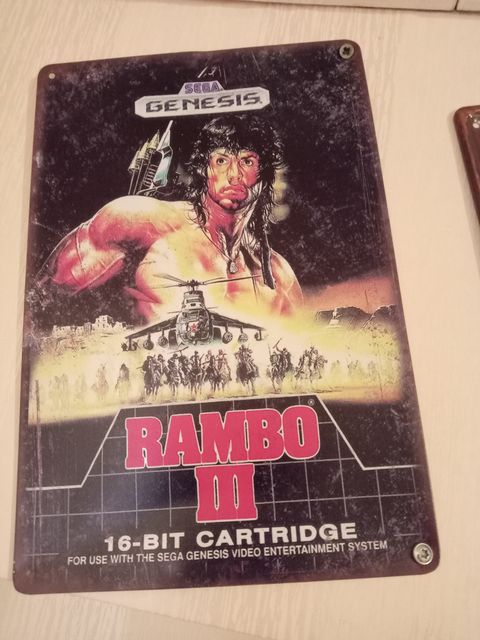 SEGA
GENESIS
RAMBO ®
III
16-BIT CARTRIDGE
FOR USE WITH THE SEGA GENESIS VIDEO ENTERTAINMENT SYSTEM